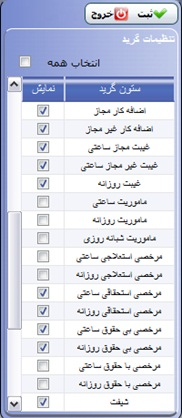 ثبت خروج
تنظیمات گرید
انتخاب همه
ستون گرید نمایش
اضافه کار مجاز
اضافه کار غیر مجاز
غیبت مجاز ساعتی
غیبت غیر مجاز ساعتی
غیبت روزانه
ماموریت ساعتی
ماموریت روزانه
ماموریت شبانه روزی
مرخصی استعلاجی ساعتی
مرخصی استعلاجی روزانه
مرخصی استحقاقی ساعتی
مرخصی استحقاقی روزانه
مرخصی بی حقوق ساعتی
مرخصی بی حقوق روزانه
مرخصی با حقوق ساعتی
مرخصی با حقوق روزانه
شیفت